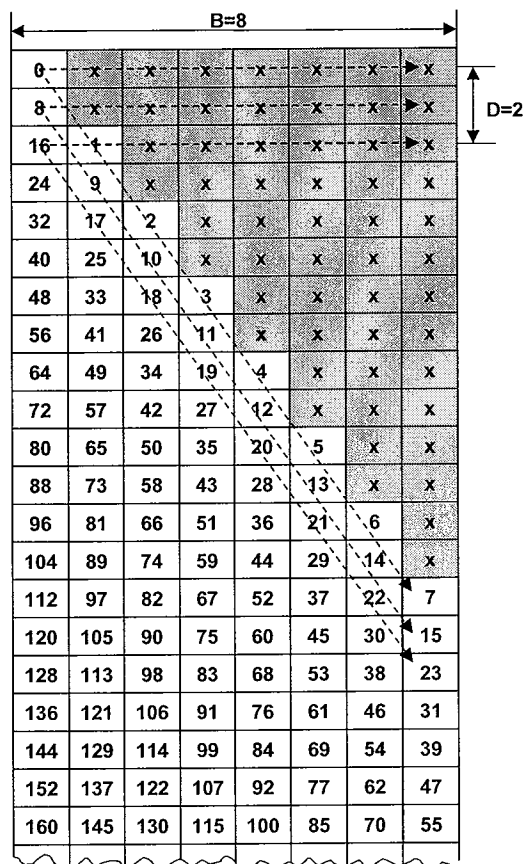 B=8
0 x x x x x x x
D=2
8 x x x x x x x
16 1 x x x x x x
24 9 x x x x x x
32 17 2 x x x x x
40 25 10 x x x x x
48 33 18 3 x x x x
56 41 26 11 x x x x
64 49 34 19 4 x x x
72 57 42 27 12 x x x
80 65 50 35 20 5 x x
88 73 58 43 28 13 x x
96 81 66 51 36 21 6 x
104 89 74 59 44 29 14 x
112 97 82 67 52 37 22 7
120 105 90 75 60 45 30 15
128 113 98 83 68 53 38 23
136 121 106 91 76 61 46 31
144 129 114 99 84 69 54 39
152 137 122 107 92 77 62 47
160 145 130 115 100 85 70 55